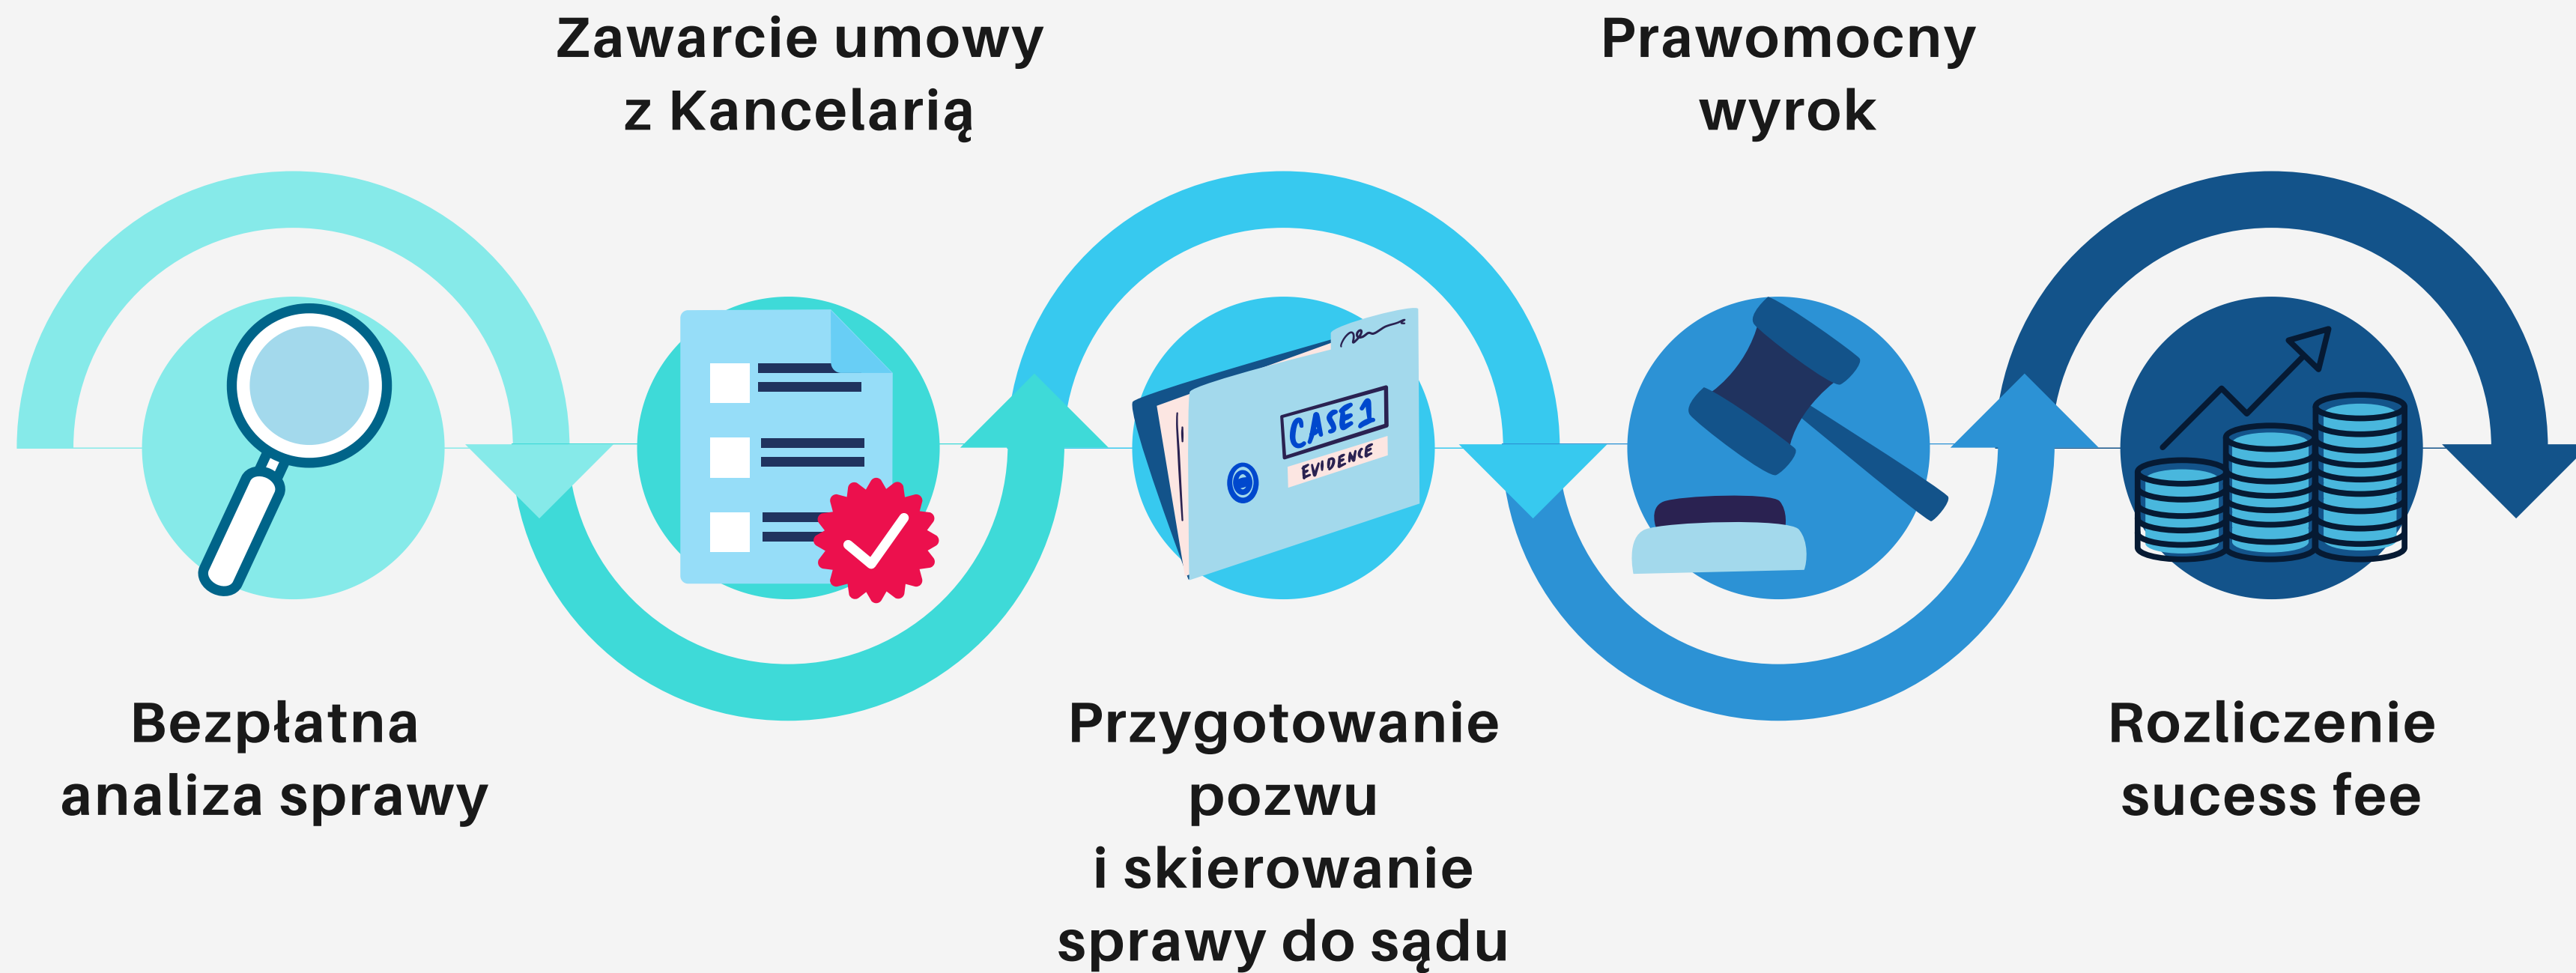 Bezpłatna
analiza sprawy
Zawarcie umowy
z Kancelarią
CASE 1
EVIDENCE
Przygotowanie
pozwu
i skierowanie
sprawy do sądu
Prawomocny
wyrok
Rozliczenie
sucess fee